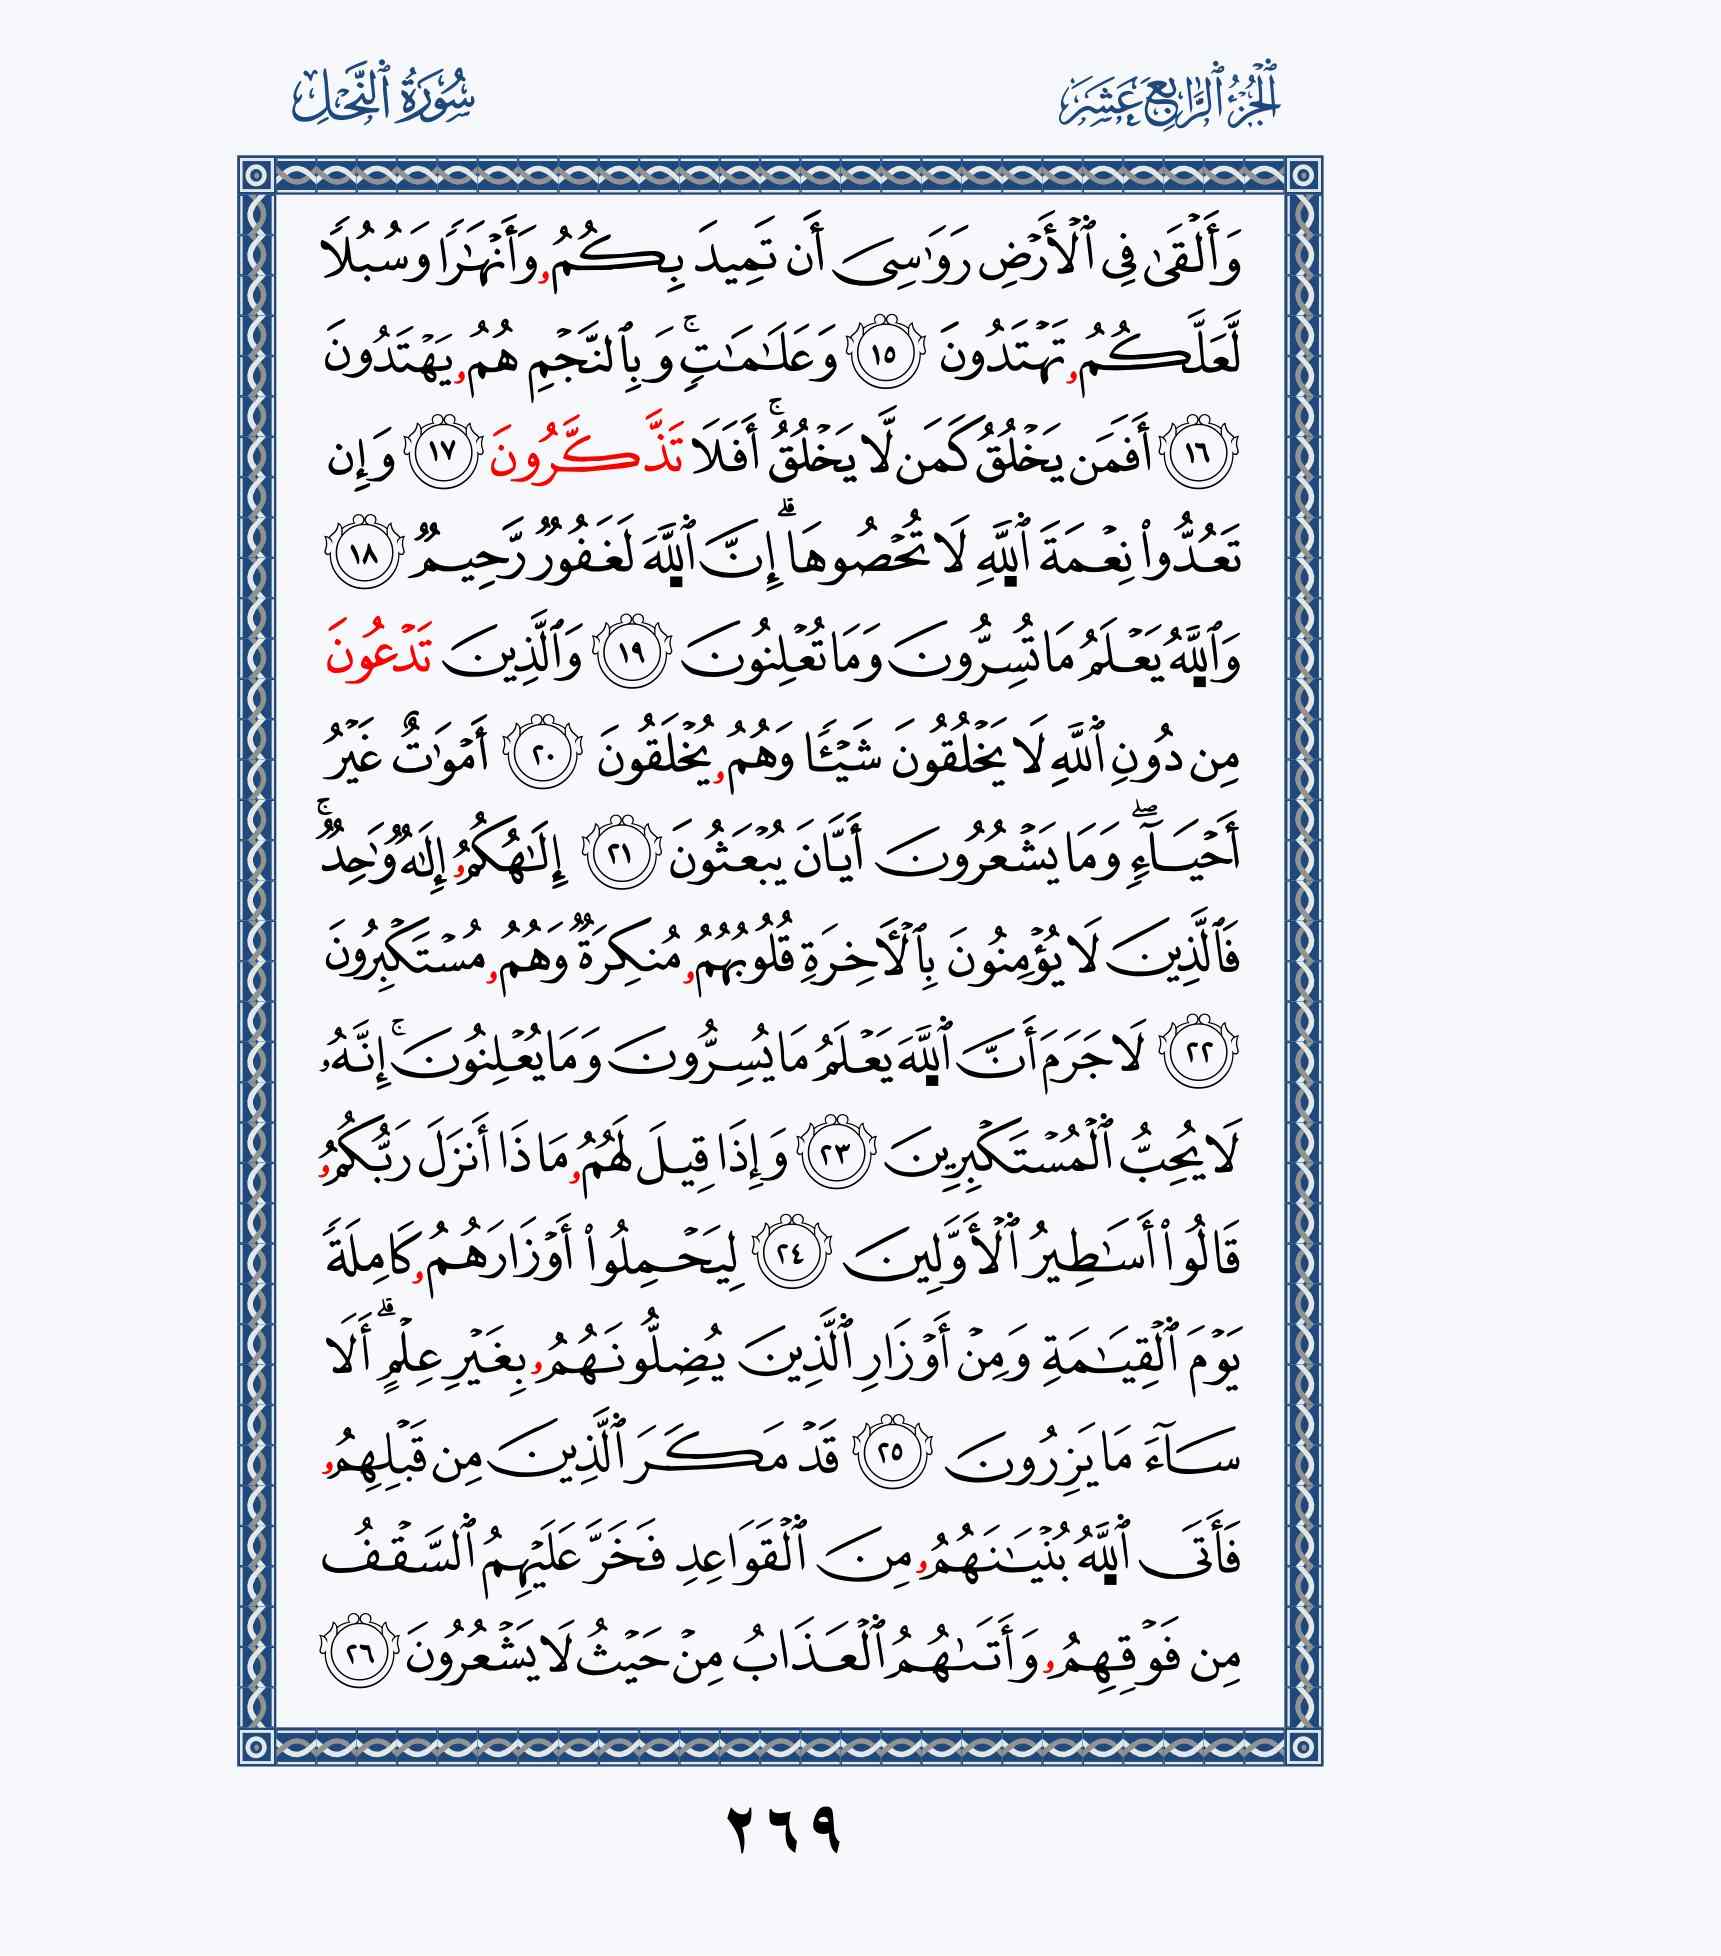 ٱلْجُزْءُ ٱلرَّابِعَ عَشَرَ
سُورَةُ ٱلنَّحْلِ
وَأَلْقَىٰ فِى ٱلْأَرْضِ رَوَٰسِىَ أَن تَمِيدَ بِكُمُۥ وَأَنْهَـٰرًا وَسُبُلًا
لَّعَلَّكُمُۥ تَهْتَدُونَ ١٥ وَعَلَـٰمَـٰتٍۚ وَبِٱلنَّجْمِ هُمُۥ يَهْتَدُونَ
١٦ أَفَمَن يَخْلُقُ كَمَن لَّا يَخْلُقُۚ أَفَلَا تَذَّكَّرُونَ ١٧ وَإِن
تَعُدُّوا۟ نِعْمَةَ ٱللَّهِ لَا تُحْصُوهَاۗ إِنَّ ٱللَّهَ لَغَفُورٌ رَّحِيمٌ ١٨
وَٱللَّهُ يَعْلَمُ مَا تُسِرُّونَ وَمَا تُعْلِنُونَ ١٩ وَٱلَّذِينَ تَدْعُونَ
مِن دُونِ ٱللَّهِ لَا يَخْلُقُونَ شَيْـًٔا وَهُمُۥ يُخْلَقُونَ ٢٠ أَمْوَٰتٌ غَيْرُ
أَحْيَآءٍۖ وَمَا يَشْعُرُونَ أَيَّانَ يُبْعَثُونَ ٢١ إِلَـٰهُكُمُۥ إِلَـٰهٌ وَٰحِدٌۚ
فَٱلَّذِينَ لَا يُؤْمِنُونَ بِٱلْـَٔاخِرَةِ قُلُوبُهُمُۥ مُنكِرَةٌ وَهُمُۥ مُسْتَكْبِرُونَ
٢٢ لَا جَرَمَ أَنَّ ٱللَّهَ يَعْلَمُ مَا يُسِرُّونَ وَمَا يُعْلِنُونَۚ إِنَّهُۥ
لَا يُحِبُّ ٱلْمُسْتَكْبِرِينَ ٢٣ وَإِذَا قِيلَ لَهُمُۥ مَاذَا أَنزَلَ رَبُّكُمُۥ
قَالُوا۟ أَسَـٰطِيرُ ٱلْأَوَّلِينَ ٢٤ لِيَحْمِلُوا۟ أَوْزَارَهُمُۥ كَامِلَةً
يَوْمَ ٱلْقِيَـٰمَةِ وَمِنْ أَوْزَارِ ٱلَّذِينَ يُضِلُّونَهُمُۥ بِغَيْرِ عِلْمٍۗ أَلَا
سَآءَ مَا يَزِرُونَ ٢٥ قَدْ مَكَرَ ٱلَّذِينَ مِن قَبْلِهِمُۥ
فَأَتَى ٱللَّهُ بُنْيَـٰنَهُمُۥ مِنَ ٱلْقَوَاعِدِ فَخَرَّ عَلَيْهِمُ ٱلسَّقْفُ
مِن فَوْقِهِمُۥ وَأَتَىٰهُمُ ٱلْعَذَابُ مِنْ حَيْثُ لَا يَشْعُرُونَ ٢٦
٢٦٩